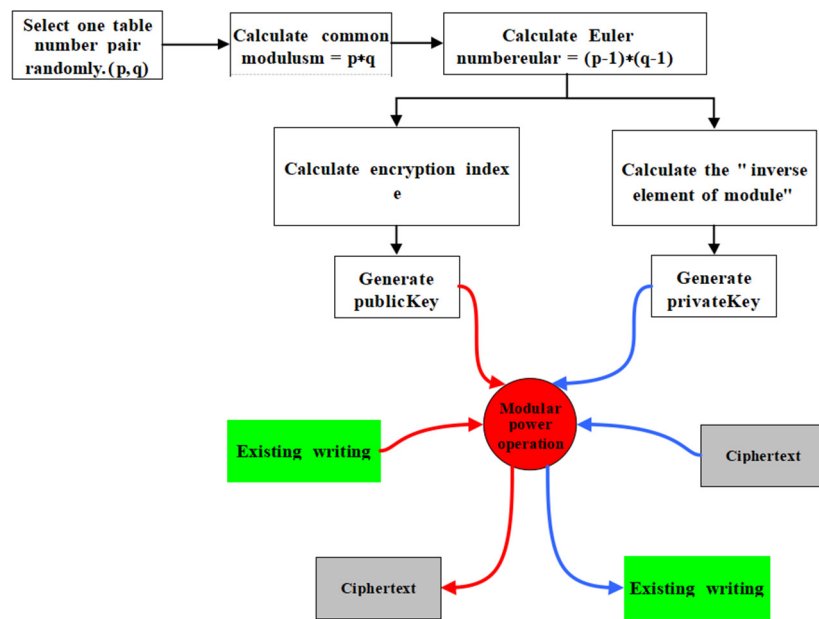 Select one table
number pair
randomly.(p,q)
Calculate common
modulusm = p*q
Calculate Euler
numbereular = (p-1)*(q-1)
Calculate encryption index
e
Calculate the " inverse
element of module"
Generate
publicKey
Generate
privateKey
Modular
power
operation
Existing writing
Ciphertext
Ciphertext
Existing writing